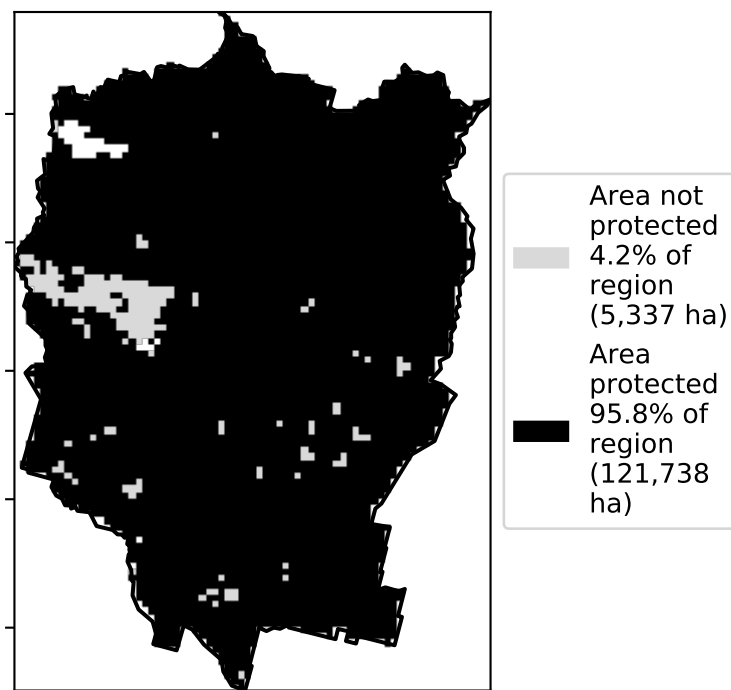 Area not
protected
4.2% of
region
(5,337 ha)
Area
protected
95.8% of
region
(121,738
ha)